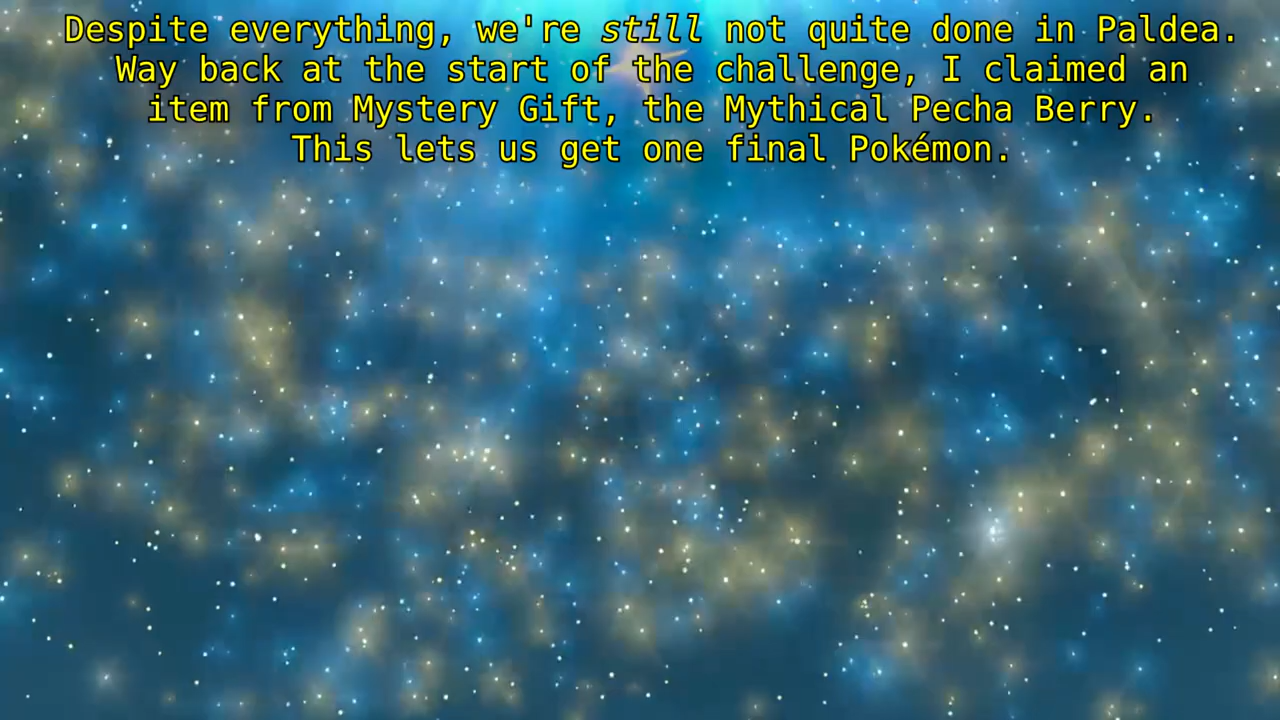 Despite everything, we're still not quite done in Paldea.
Way back at the start of the challenge, I claimed an
item from Mystery Gift, the Mythical Pecha Berry.
This lets us get one final Pokémon.